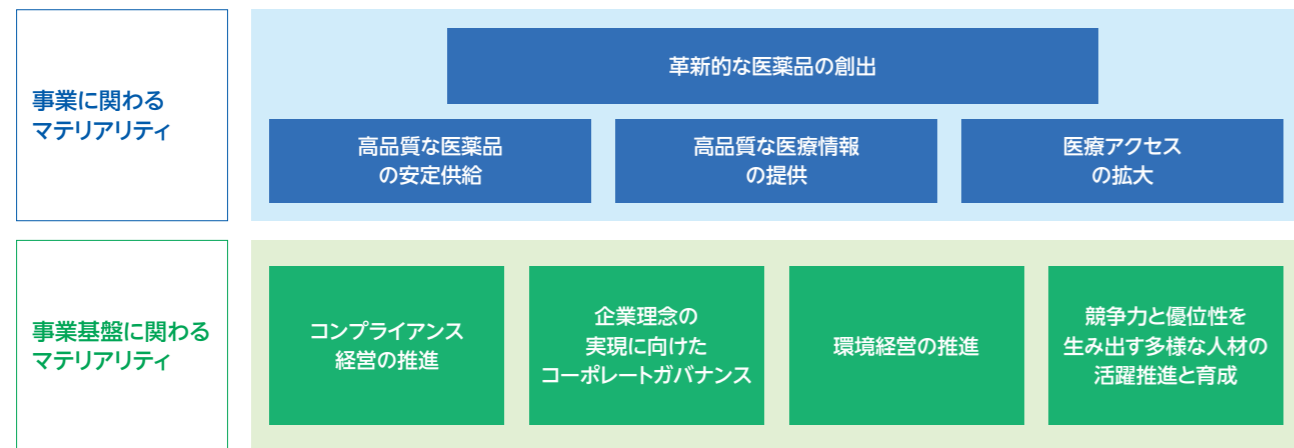 事業に関わる
マテリアリティ
革新的な医薬品の創出
高品質な医薬品
の安定供給
高品質な医療情報
の提供
医療アクセス
の拡大
事業基盤に関わる
マテリアリティ
コンプライアンス
経営の推進
企業理念の
実現に向けた
コーポレートガバナンス
環境経営の推進
競争力と優位性を
生み出す多様な人材の
活躍推進と育成